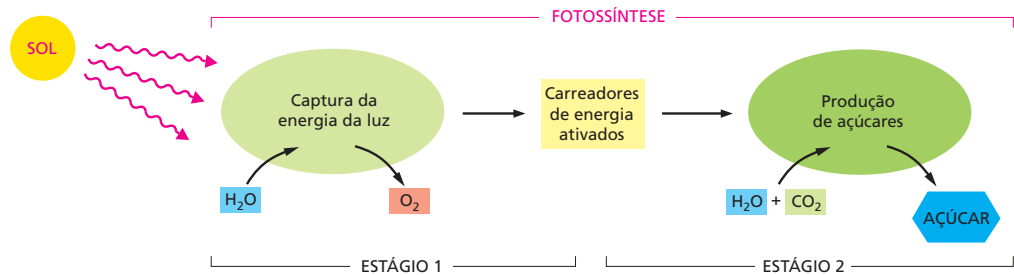 FOTOSSÍNTESE
SOL
Captura da
energia da luz
Carreadores
de energia
ativados
Produção
de açúcares
H₂O
O₂
H₂O + CO₂
AÇÚCAR
ESTÁGIO 1
ESTÁGIO 2